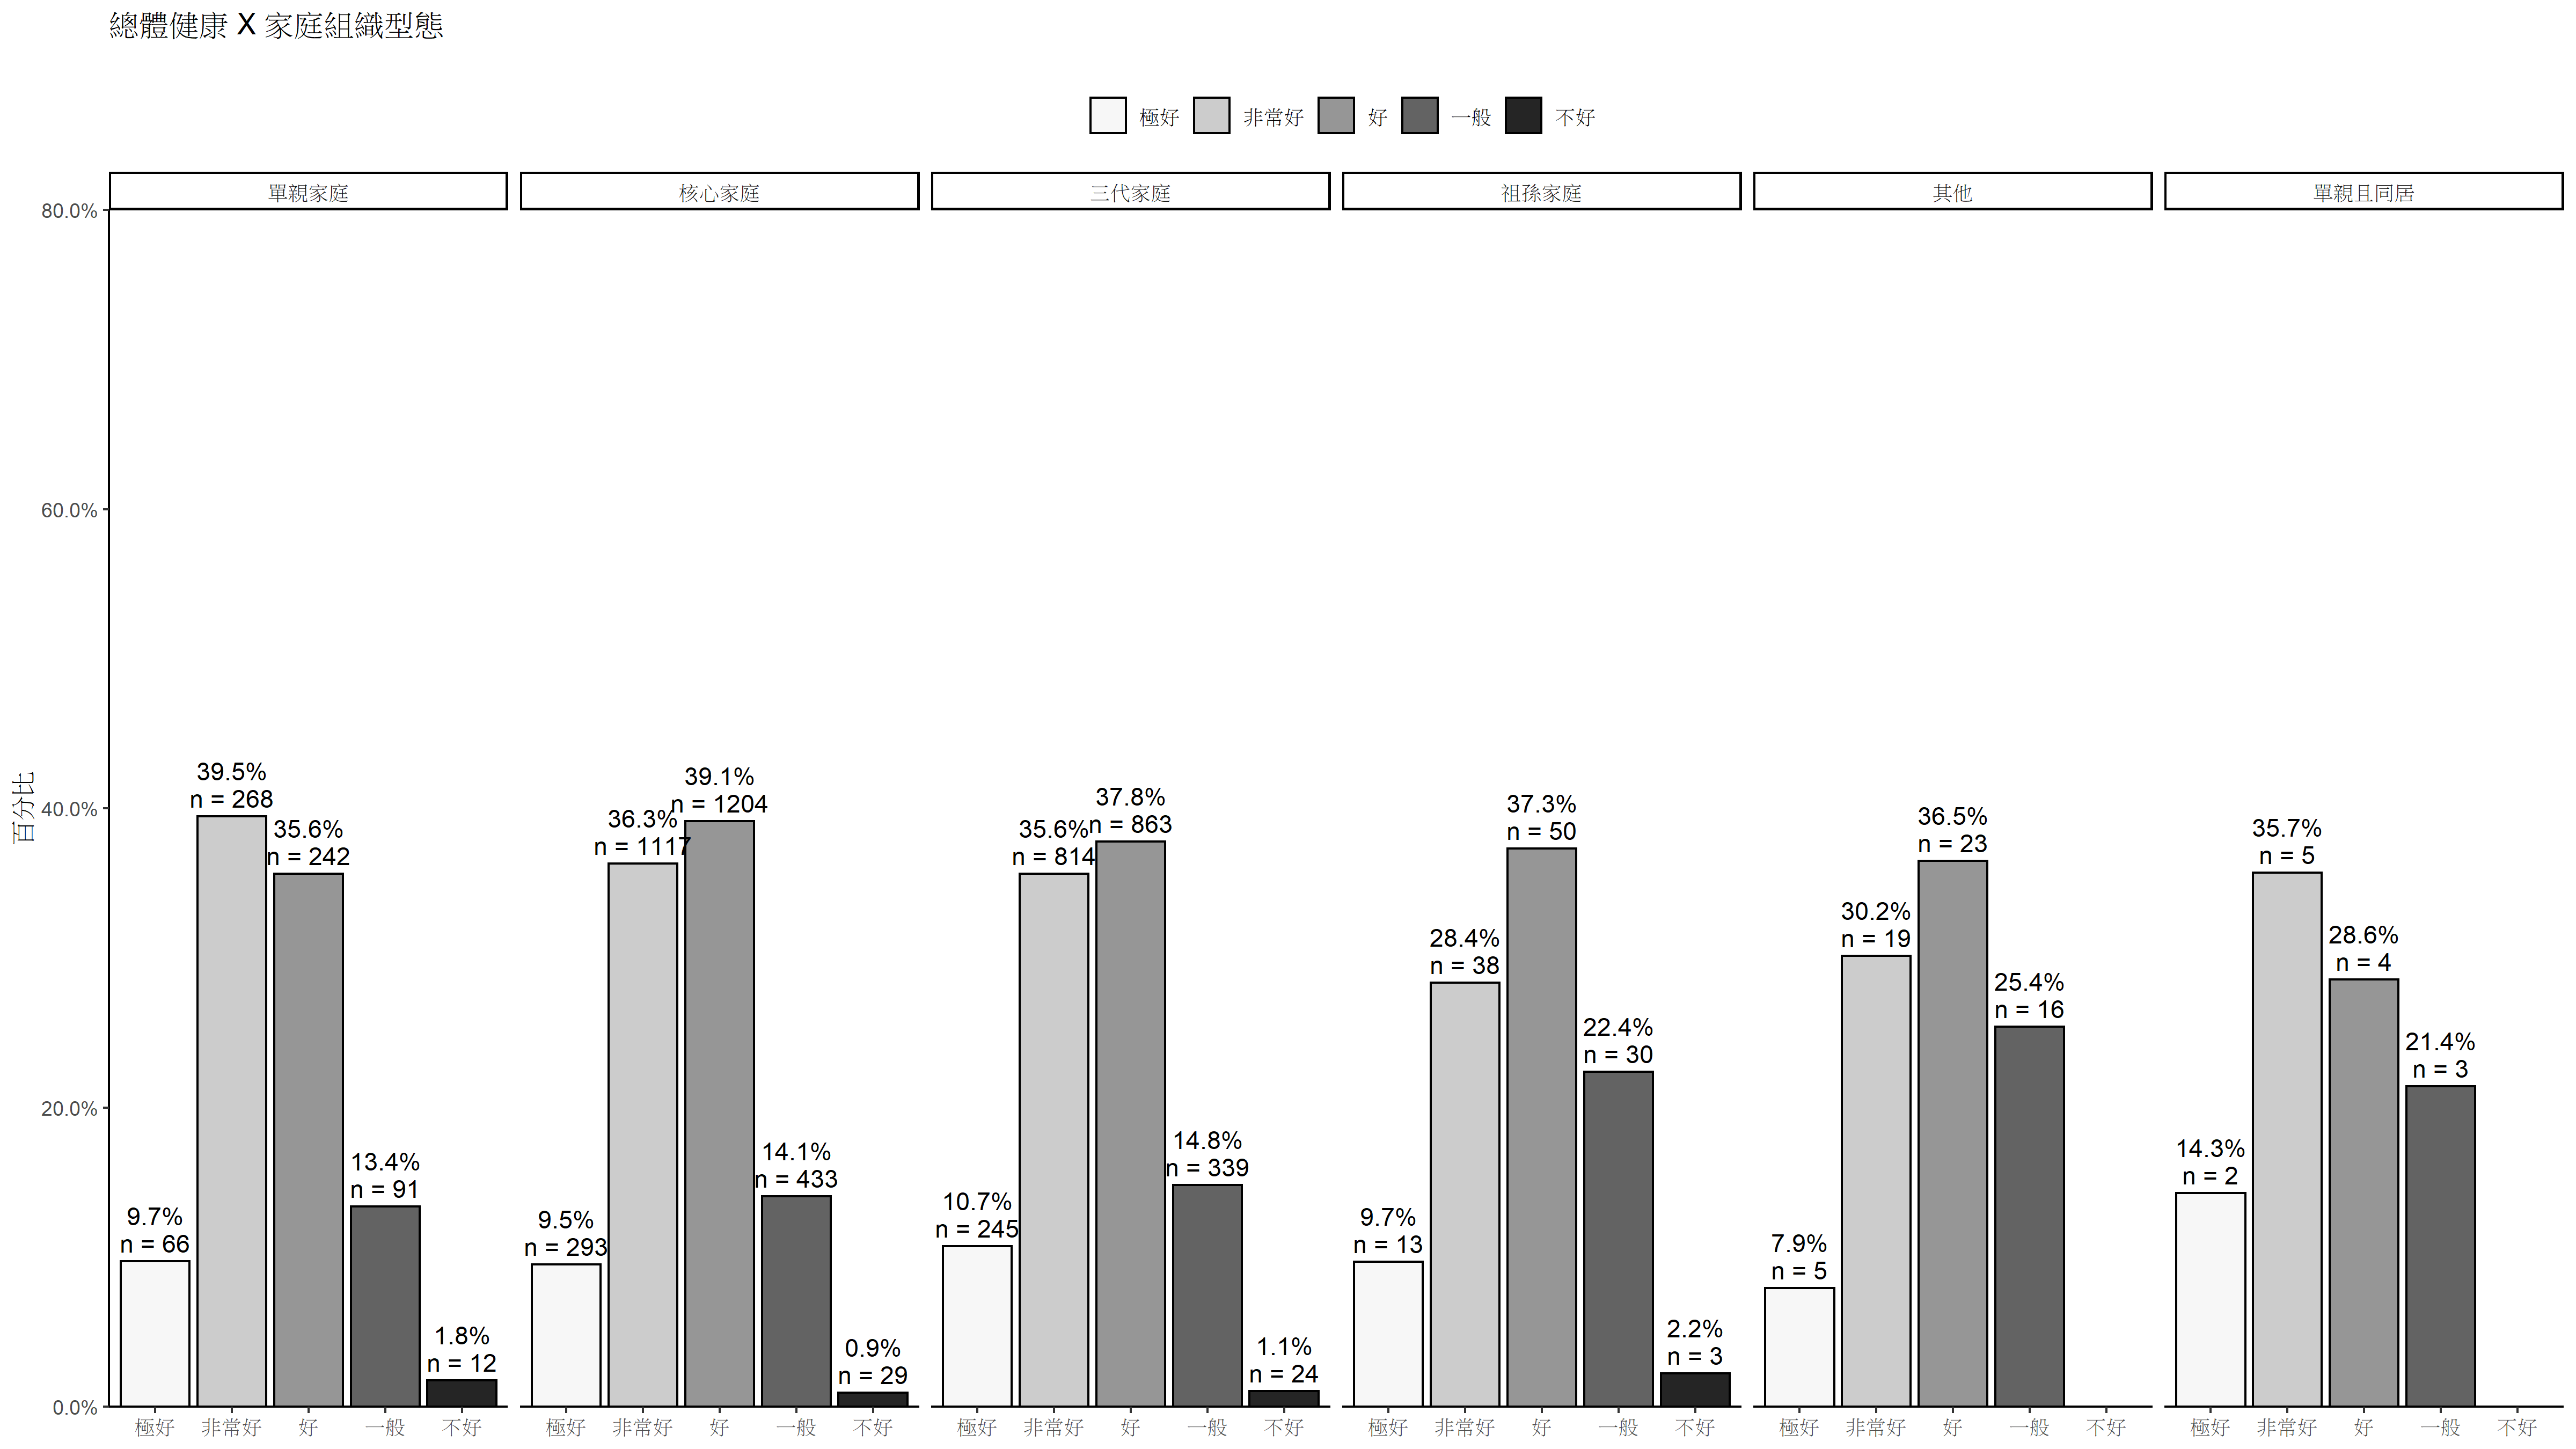 總體健康 X 家庭組織型態
極好 非常好 好 一般 不好
單親家庭 核心家庭 三代家庭 祖孫家庭 其他 單親且同居
百分比
80.0%
60.0%
40.0%
20.0%
0.0%
9.7%
n = 66
39.5%
n = 268
35.6%
n = 242
13.4%
n = 91
1.8%
n = 12
9.5%
n = 293
36.3%
n = 1117
39.1%
n = 1204
14.1%
n = 433
0.9%
n = 29
10.7%
n = 245
35.6%
n = 814
37.8%
n = 863
14.8%
n = 339
1.1%
n = 24
9.7%
n = 13
28.4%
n = 38
37.3%
n = 50
22.4%
n = 30
2.2%
n = 3
7.9%
n = 5
30.2%
n = 19
36.5%
n = 23
25.4%
n = 16
14.3%
n = 2
35.7%
n = 5
28.6%
n = 4
21.4%
n = 3
極好 非常好 好 一般 不好 極好 非常好 好 一般 不好 極好 非常好 好 一般 不好 極好 非常好 好 一般 不好 極好 非常好 好 一般 不好 極好 非常好 好 一般 不好